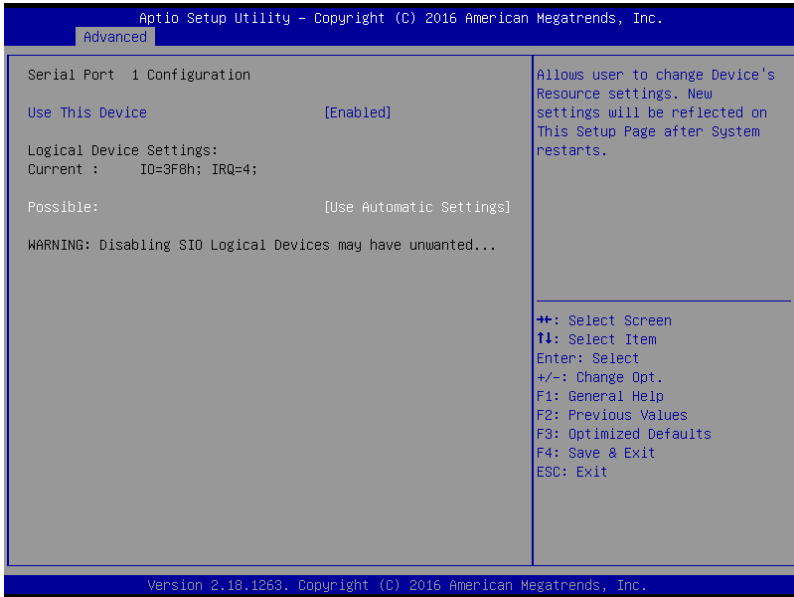 Aptio Setup Utility – Copyright (C) 2016 American Megatrends, Inc.
Advanced
Serial Port 1 Configuration
Use This Device [Enabled]
Logical Device Settings:
Current : IO=3F8h; IRQ=4;
Possible: [Use Automatic Settings]
WARNING: Disabling SIO Logical Devices may have unwanted...
Allows user to change Device's
Resource settings. New
settings will be reflected on
This Setup Page after System
restarts.
→←: Select Screen
↑↓: Select Item
Enter: Select
+/-: Change Opt.
F1: General Help
F2: Previous Values
F3: Optimized Defaults
F4: Save & Exit
ESC: Exit
Version 2.18.1263. Copyright (C) 2016 American Megatrends, Inc.